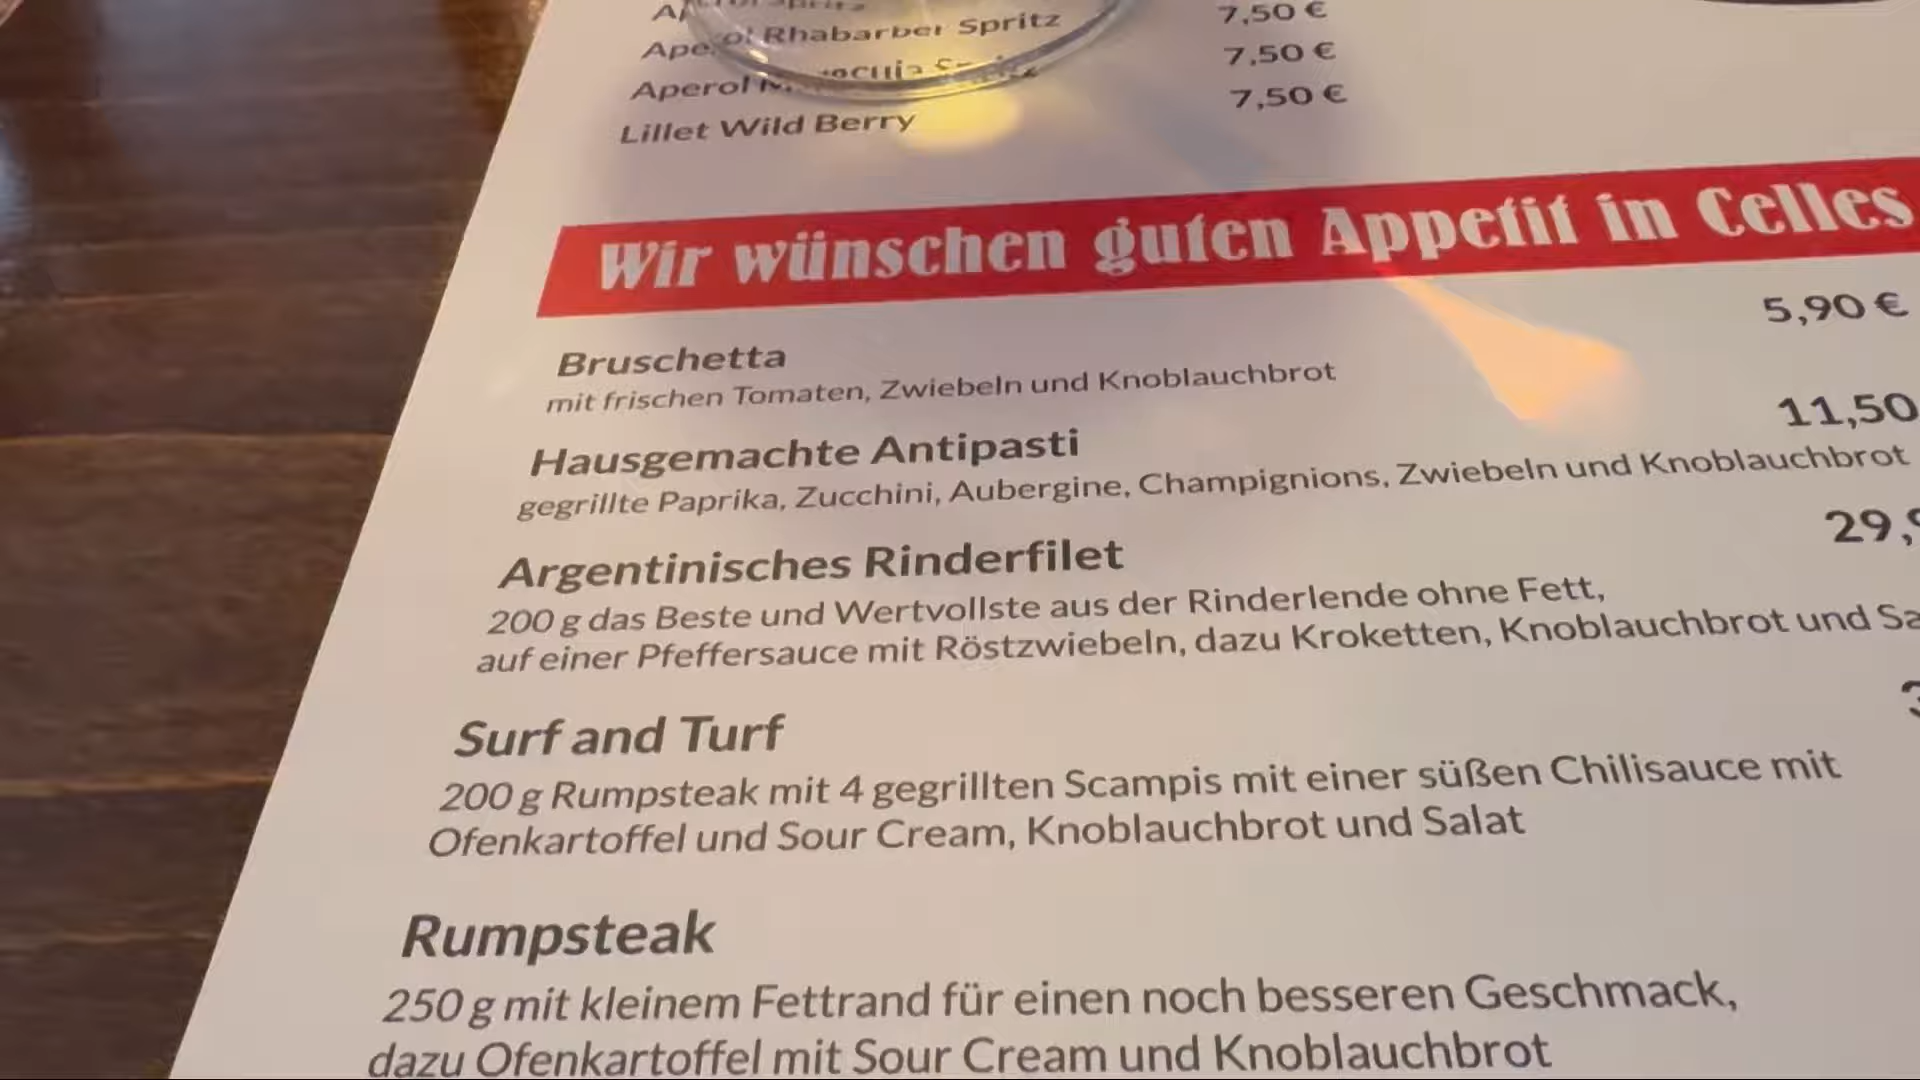 Rhabarber Spritz 7,50 €
Aperol 7,50 €
Lillet Wild Berry 7,50 €
Wir wünschen guten Appetit in Celles
Bruschetta 5,90 €
mit frischen Tomaten, Zwiebeln und Knoblauchbrot
Hausgemachte Antipasti 11,50
gegrillte Paprika, Zucchini, Aubergine, Champignions, Zwiebeln und Knoblauchbrot
Argentinisches Rinderfilet 29,
200 g das Beste und Wertvollste aus der Rinderlende ohne Fett,
auf einer Pfeffersauce mit Röstzwiebeln, dazu Kroketten, Knoblauchbrot und Sa
Surf and Turf
200 g Rumpsteak mit 4 gegrillten Scampis mit einer süßen Chilisauce mit
Ofenkartoffel und Sour Cream, Knoblauchbrot und Salat
Rumpsteak
250 g mit kleinem Fettrand für einen noch besseren Geschmack,
dazu Ofenkartoffel mit Sour Cream und Knoblauchbrot